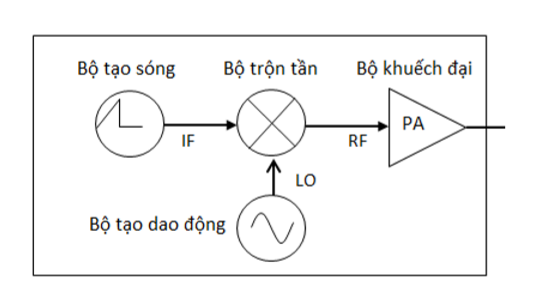 Bộ tạo sóng
Bộ trộn tần
Bộ khuếch đại
PA
IF
RF
LO
Bộ tạo dao động